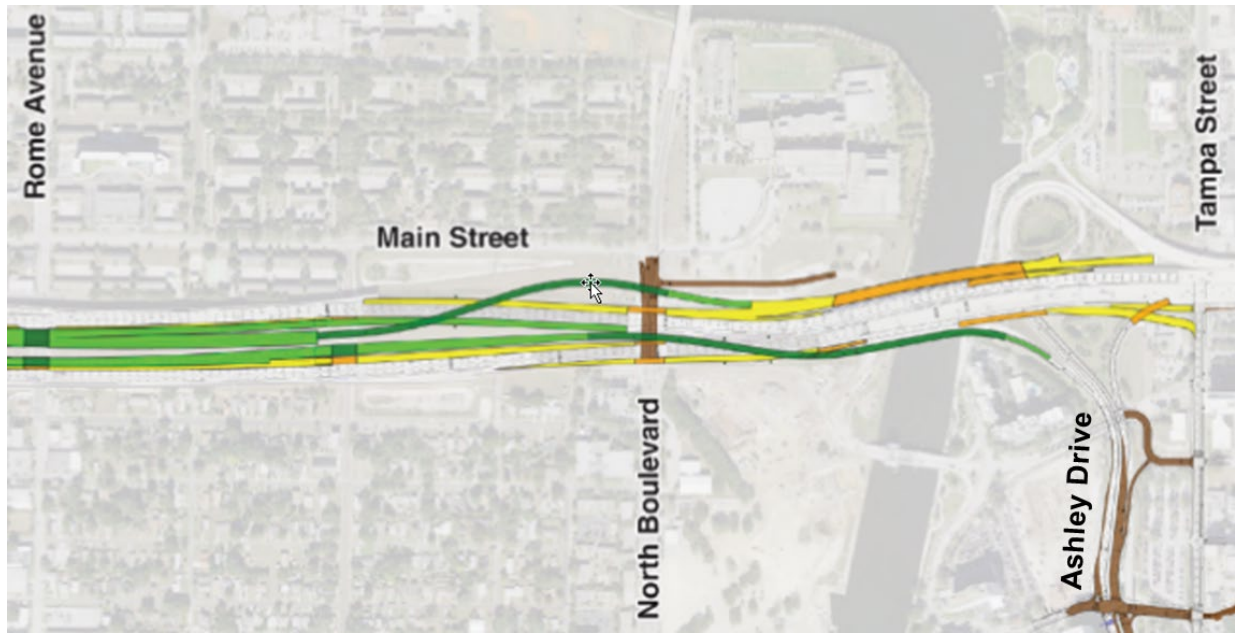 Rome Avenue
Main Street
North Boulevard
Ashley Drive
Tampa Street